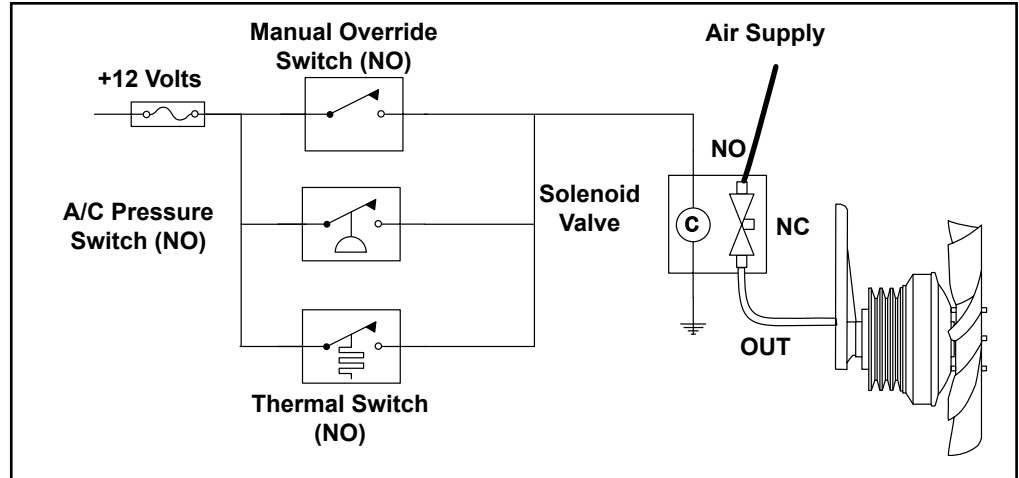 Manual Override
Switch (NO)
Air Supply
+12 Volts
NO
A/C Pressure
Switch (NO)
Solenoid
Valve
C
NC
OUT
Thermal Switch
(NO)